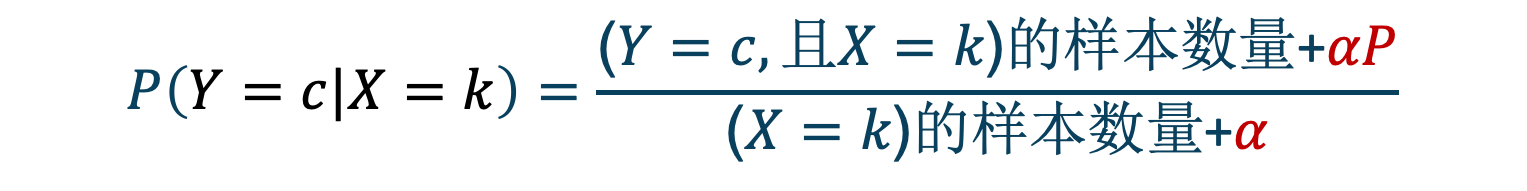 P(Y = c|X = k) = 
(Y = c,且X = k)的样本数量+αP
(X = k)的样本数量+α